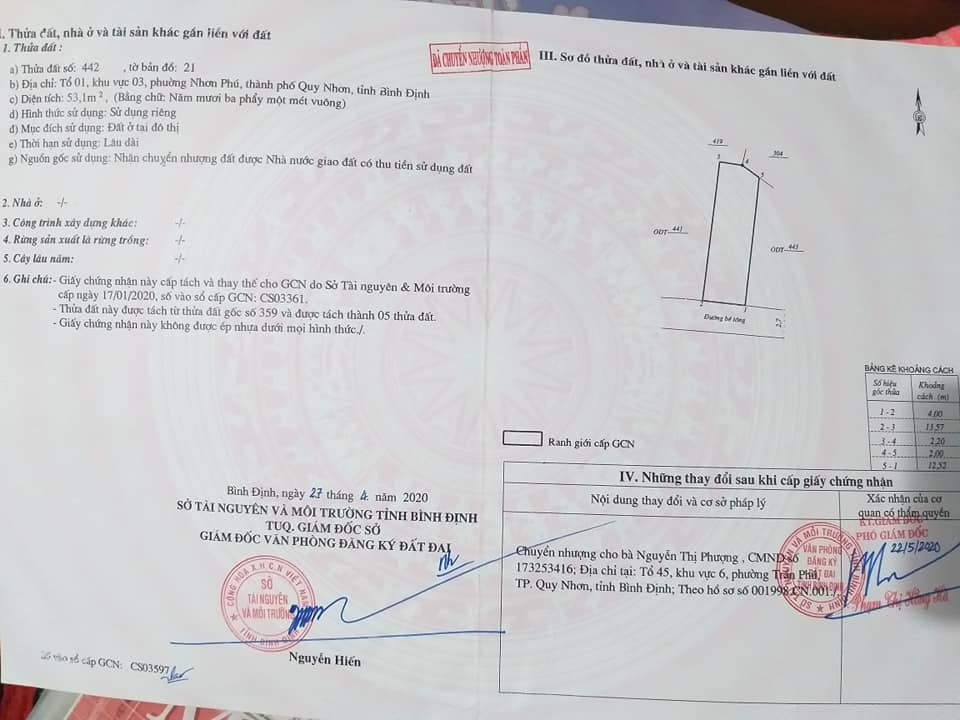 I. Thửa đất, nhà ở và tài sản khác gắn liền với đất
1. Thửa đất :
a) Thửa đất số: 442 , tờ bản đồ: 21
b) Địa chỉ: Tổ 01, khu vực 03, phường Nhơn Phú, thành phố Quy Nhơn, tỉnh Bình Định
c) Diện tích: 53,1m², (Bằng chữ: Năm mươi ba phẩy một mét vuông)
d) Hình thức sử dụng: Sử dụng riêng
đ) Mục đích sử dụng: Đất ở tại đô thị
e) Thời hạn sử dụng: Lâu dài
g) Nguồn gốc sử dụng: Nhận chuyển nhượng đất được Nhà nước giao đất có thu tiền sử dụng đất
2. Nhà ở: -/-
3. Công trình xây dựng khác: -/-
4. Rừng sản xuất là rừng trồng: -/-
5. Cây lâu năm: -/-
6. Ghi chú:- Giấy chứng nhận này cấp tách và thay thế cho GCN do Sở Tài nguyên & Môi trường
cấp ngày 17/01/2020, số vào sổ cấp GCN: CS03361.
- Thửa đất này được tách từ thửa đất gốc số 359 và được tách thành 05 thửa đất.
- Giấy chứng nhận này không được ép nhựa dưới mọi hình thức./.
Bình Định, ngày 27 tháng 4 năm 2020
SỞ TÀI NGUYÊN VÀ MÔI TRƯỜNG TỈNH BÌNH ĐỊNH
TUQ. GIÁM ĐỐC SỞ
GIÁM ĐỐC VĂN PHÒNG ĐĂNG KÝ ĐẤT ĐAI
CỘNG HÒA X.H.C.N VIỆT NAM
SỞ
TÀI NGUYÊN
VÀ MÔI TRƯỜNG
TỈNH BÌNH ĐỊNH
Nguyễn Hiến
Số vào sổ cấp GCN: CS03597
ĐÃ CHUYỂN NHƯỢNG TOÀN PHẦN
III. Sơ đồ thửa đất, nhà ở và tài sản khác gắn liền với đất
3
4
5
ODT 441
ODT 443
2
1
Đường bê tông
2,7
BẢNG KÊ KHOẢNG CÁCH
Số hiệu gốc thửa
Khoảng cách (m)
1 - 2 4,00
2 - 3 13,57
3 - 4 2,20
4 - 5 2,00
5 - 1 12,52
Ranh giới cấp GCN
IV. Những thay đổi sau khi cấp giấy chứng nhận
Nội dung thay đổi và cơ sở pháp lý
Xác nhận của cơ
quan có thẩm quyền
Chuyển nhượng cho bà Nguyễn Thị Phượng , CMND số
173253416; Địa chỉ tại: Tổ 45, khu vực 6, phường Trần Phú,
TP. Quy Nhơn, tỉnh Bình Định; Theo hồ sơ số 001998.CN.001./.
KT.GIÁM ĐỐC
PHÓ GIÁM ĐỐC
22/5/2020
VĂN PHÒNG
ĐĂNG KÝ
ĐẤT ĐAI
TỈNH BÌNH ĐỊNH
Phạm Thị Hồng Hà